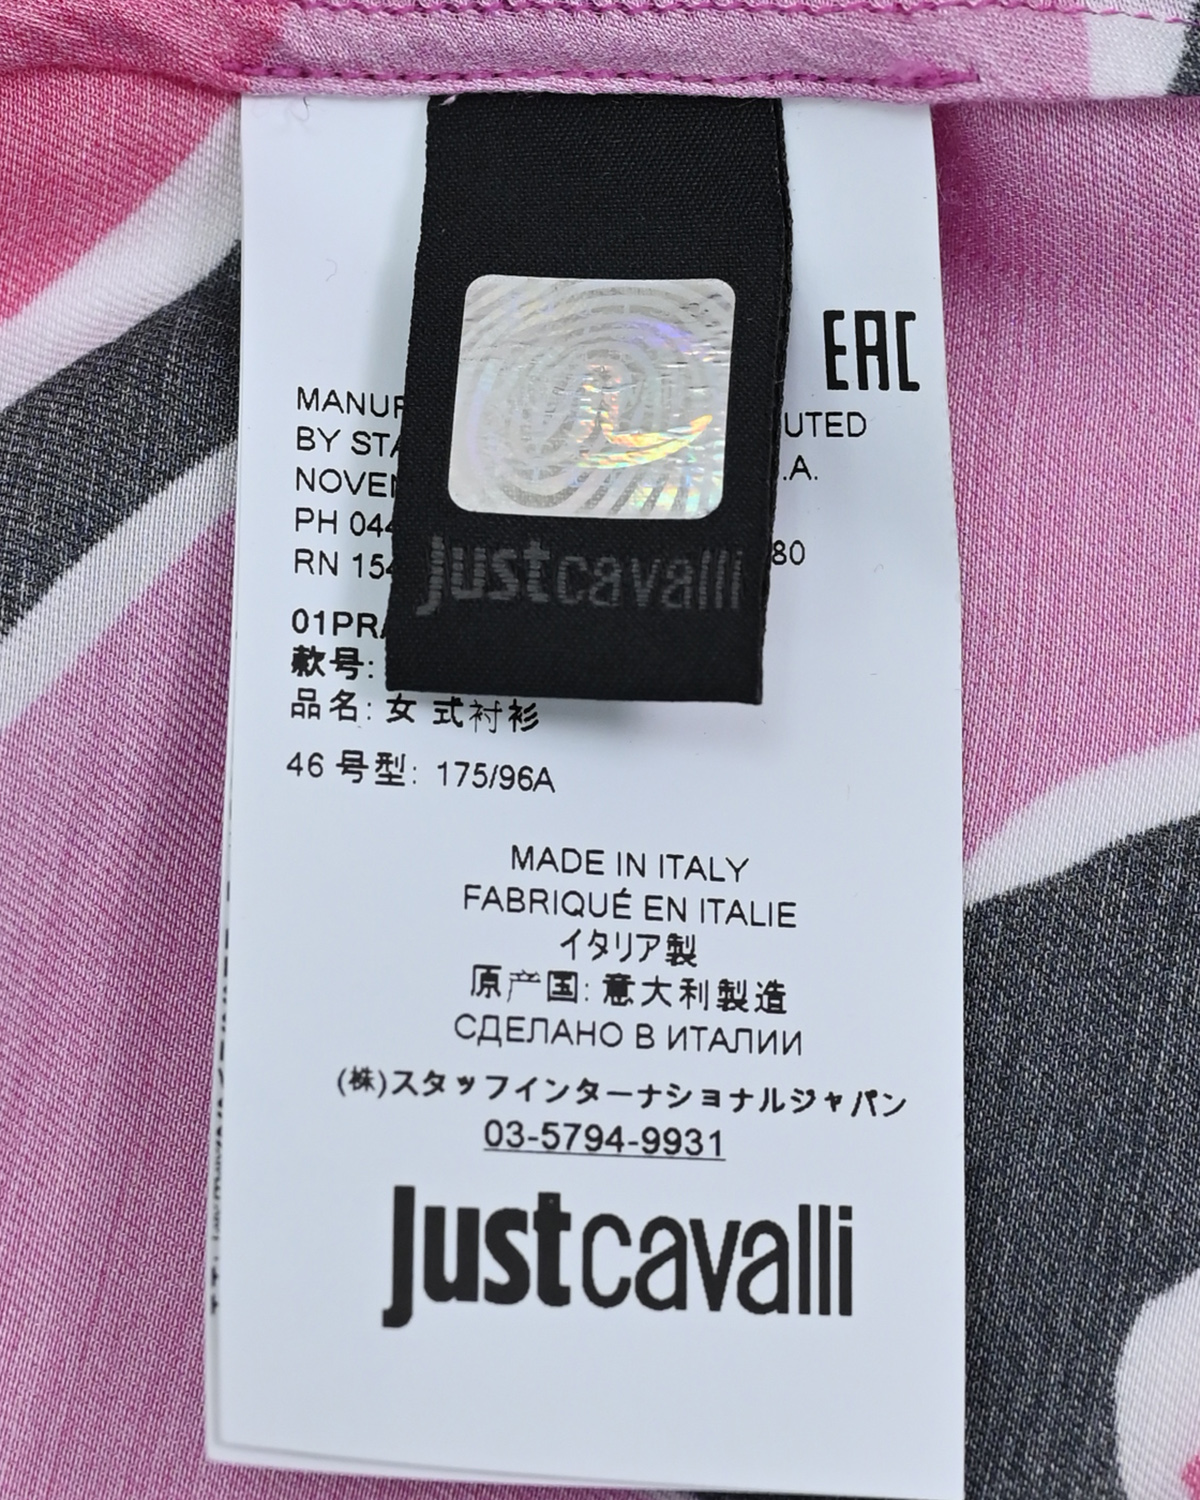 EAC
MANUF
UTED
BY STA
.A.
NOVEN
PH 044
80
RN 154
justcavalli
01PRA
款号:
品名: 女 式衬衫
46 号型: 175/96A
MADE IN ITALY
FABRIQUÉ EN ITALIE
イタリア製
原产国: 意大利製造
СДЕЛАНО В ИТАЛИИ
(株)スタッフインターナショナルジャパン
03-5794-9931
justcavalli